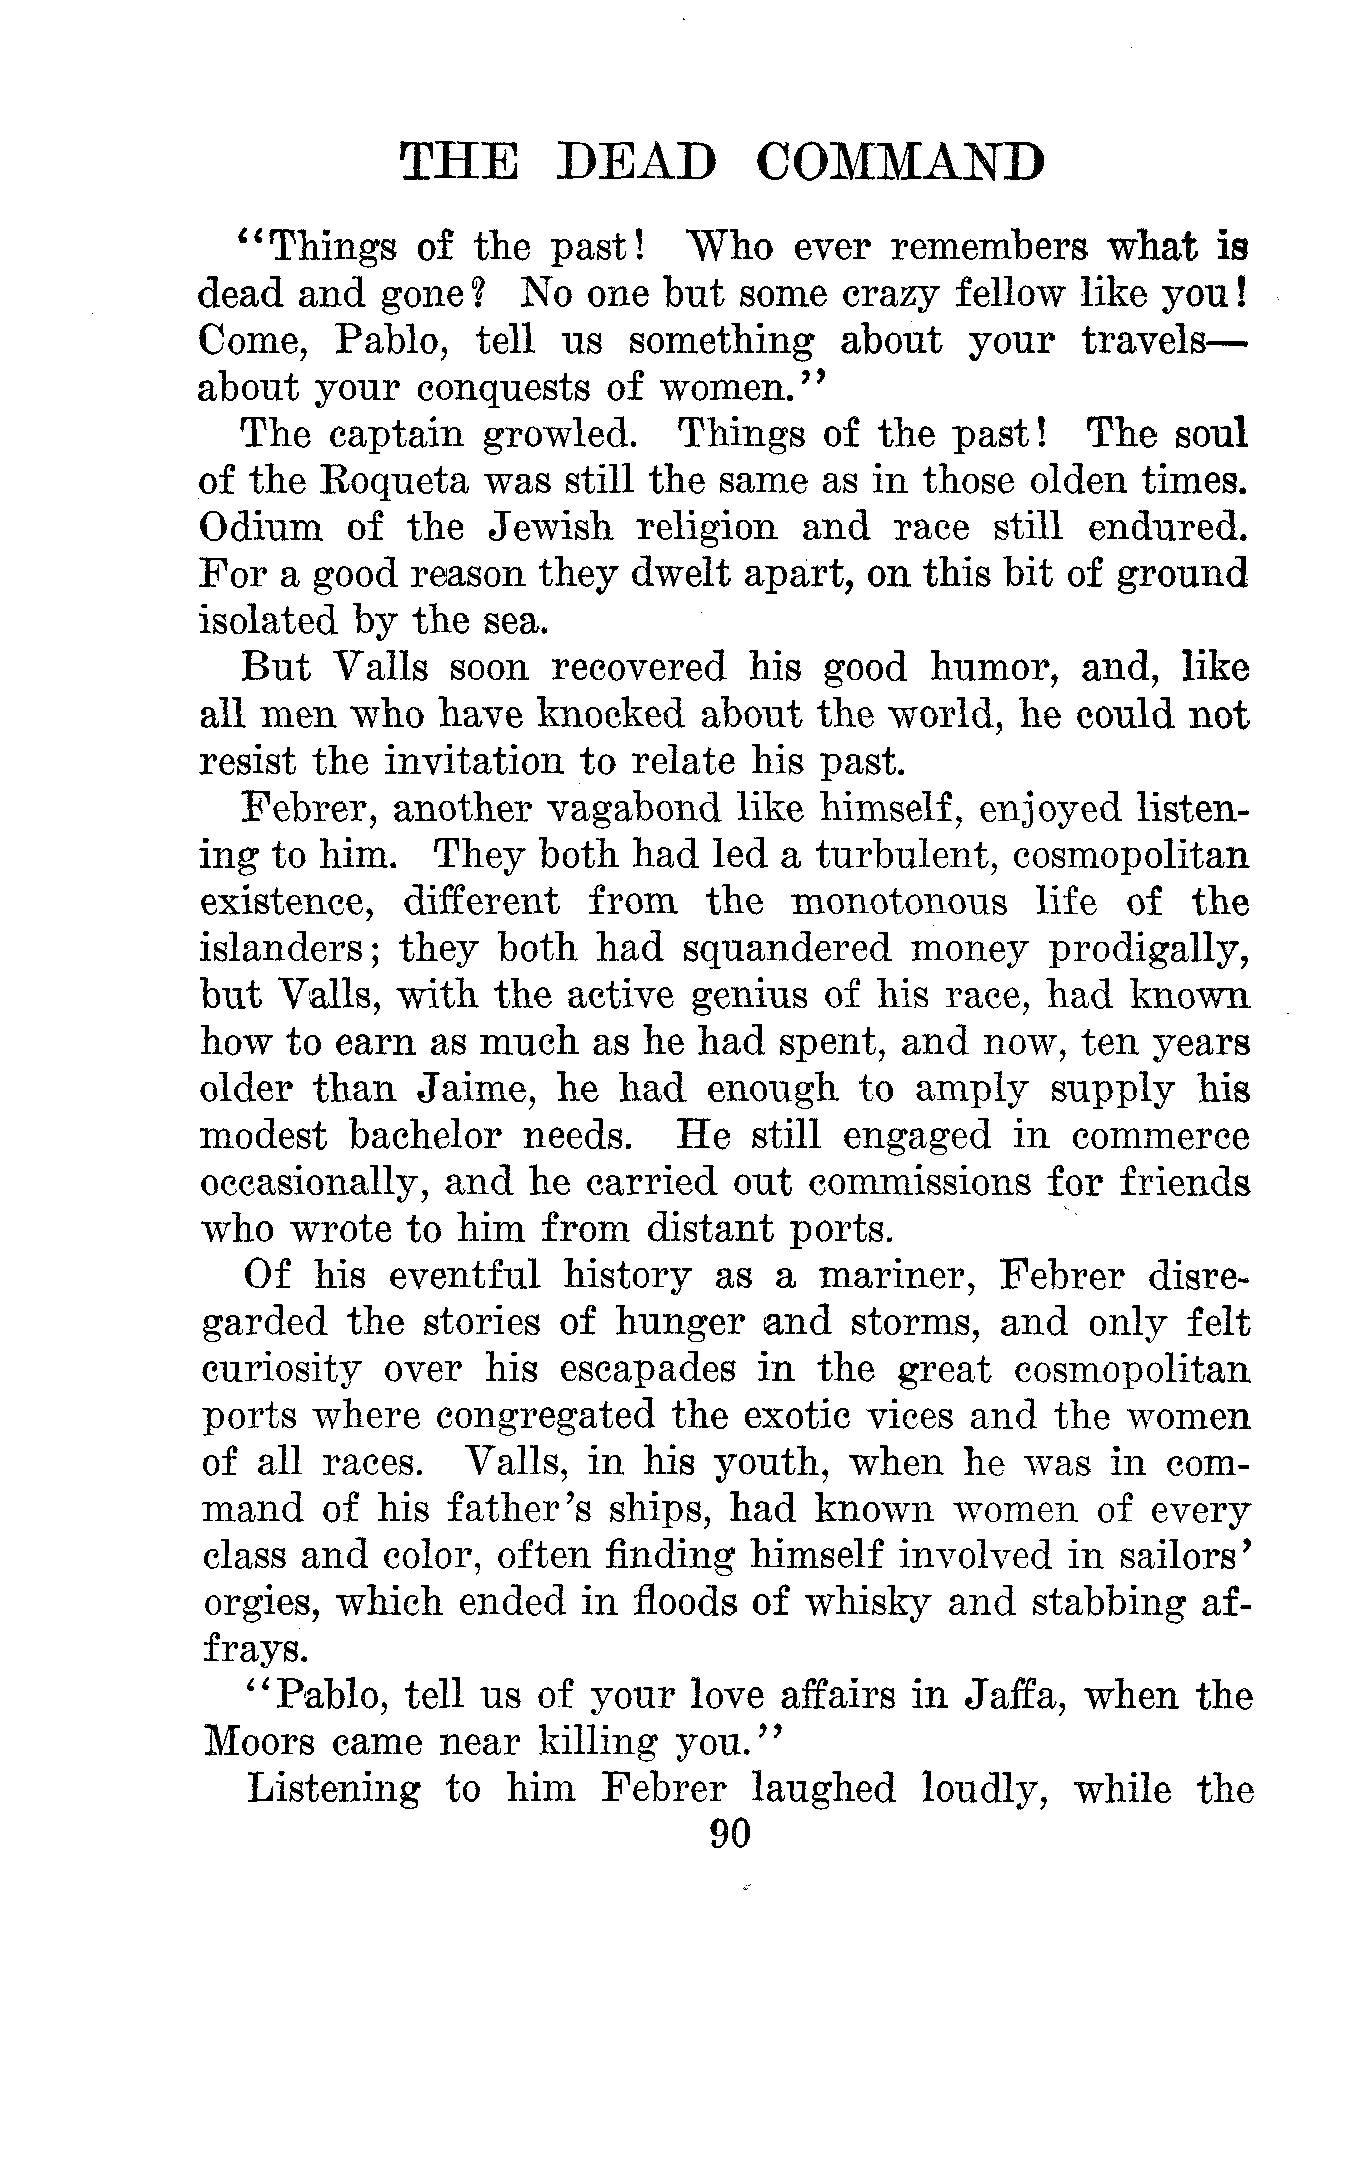 THE DEAD COMMAND
"Things of the past! Who ever remembers what is
dead and gone? No one but some crazy fellow like you!
Come, Pablo, tell us something about your travels—
about your conquests of women."
The captain growled. Things of the past! The soul
of the Roqueta was still the same as in those olden times.
Odium of the Jewish religion and race still endured.
For a good reason they dwelt apart, on this bit of ground
isolated by the sea.
But Valls soon recovered his good humor, and, like
all men who have knocked about the world, he could not
resist the invitation to relate his past.
Febrer, another vagabond like himself, enjoyed listen-
ing to him. They both had led a turbulent, cosmopolitan
existence, different from the monotonous life of the
islanders; they both had squandered money prodigally,
but Valls, with the active genius of his race, had known
how to earn as much as he had spent, and now, ten years
older than Jaime, he had enough to amply supply his
modest bachelor needs. He still engaged in commerce
occasionally, and he carried out commissions for friends
who wrote to him from distant ports.
Of his eventful history as a mariner, Febrer disre-
garded the stories of hunger and storms, and only felt
curiosity over his escapades in the great cosmopolitan
ports where congregated the exotic vices and the women
of all races. Valls, in his youth, when he was in com-
mand of his father's ships, had known women of every
class and color, often finding himself involved in sailors'
orgies, which ended in floods of whisky and stabbing af-
frays.
"Pablo, tell us of your love affairs in Jaffa, when the
Moors came near killing you."
Listening to him Febrer laughed loudly, while the
90